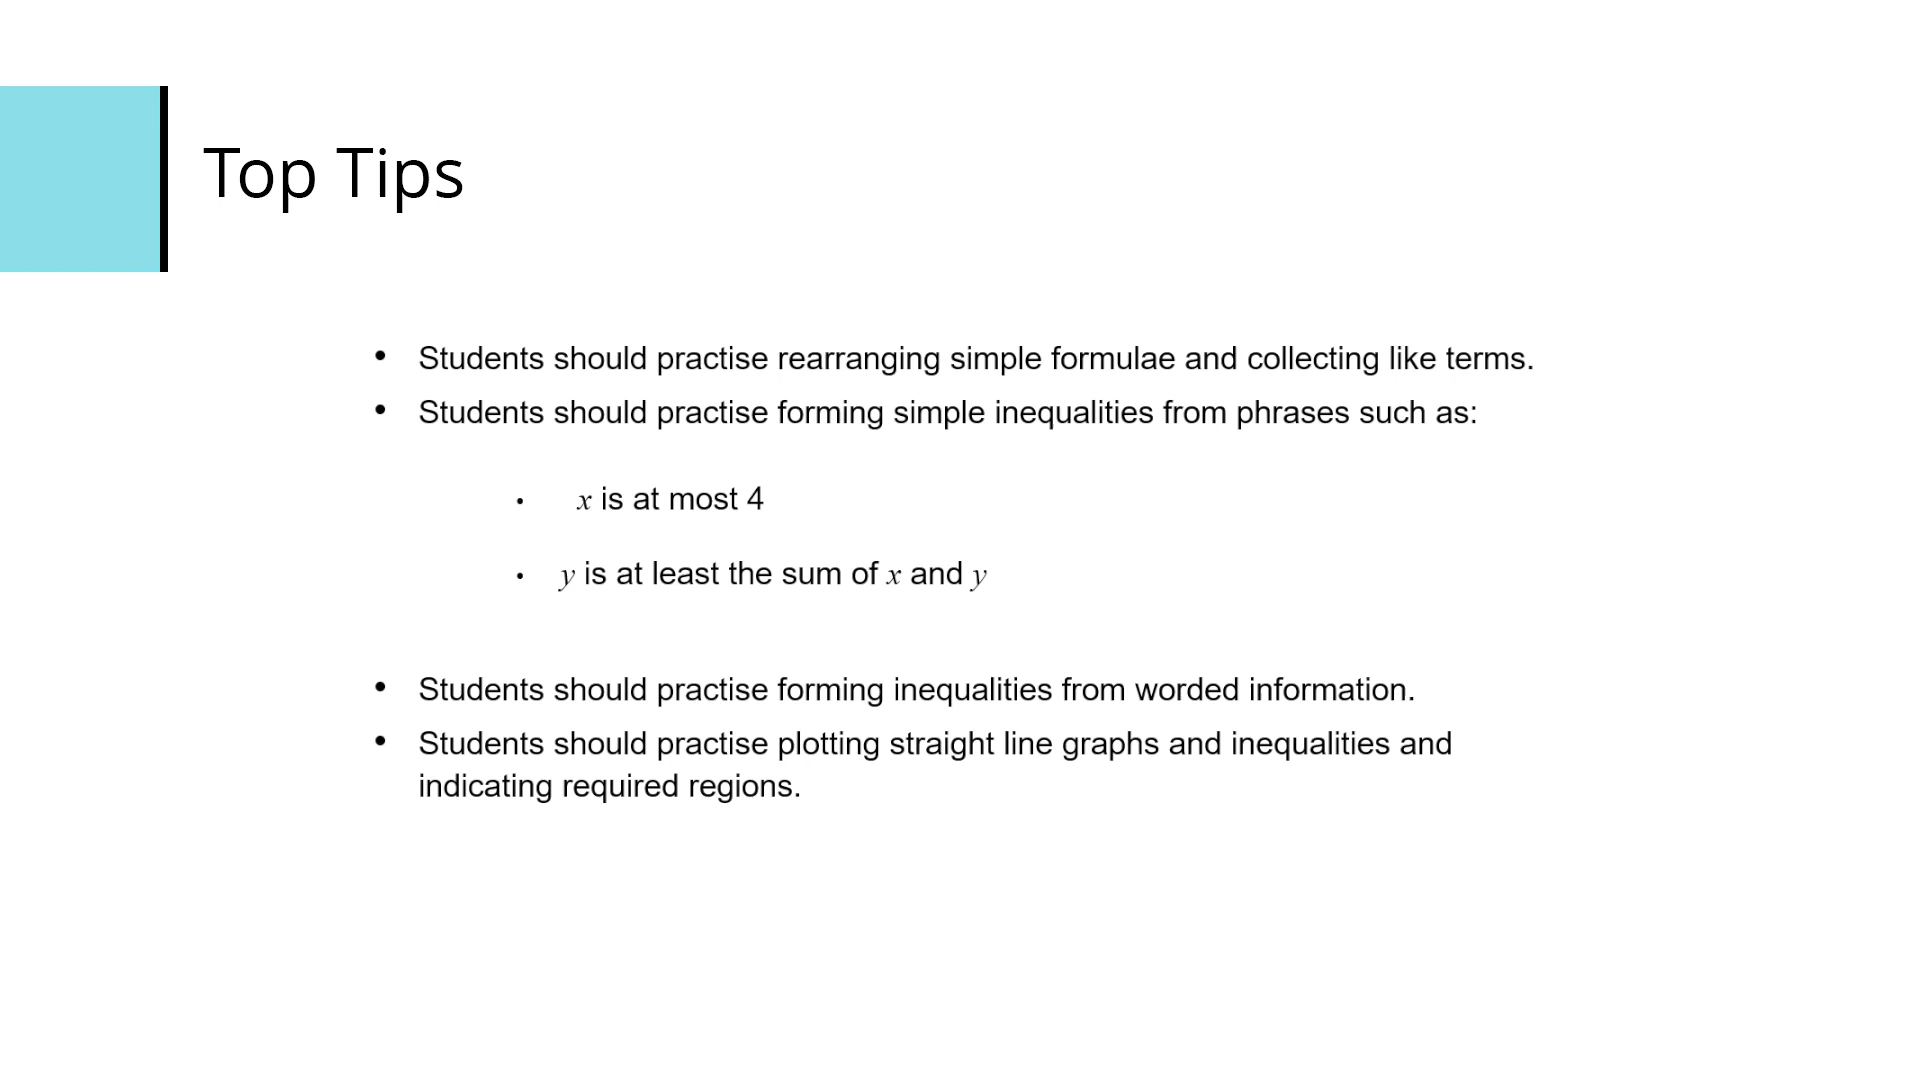 Top Tips
• Students should practise rearranging simple formulae and collecting like terms.
• Students should practise forming simple inequalities from phrases such as:
• x is at most 4
• y is at least the sum of x and y
• Students should practise forming inequalities from worded information.
• Students should practise plotting straight line graphs and inequalities and
indicating required regions.